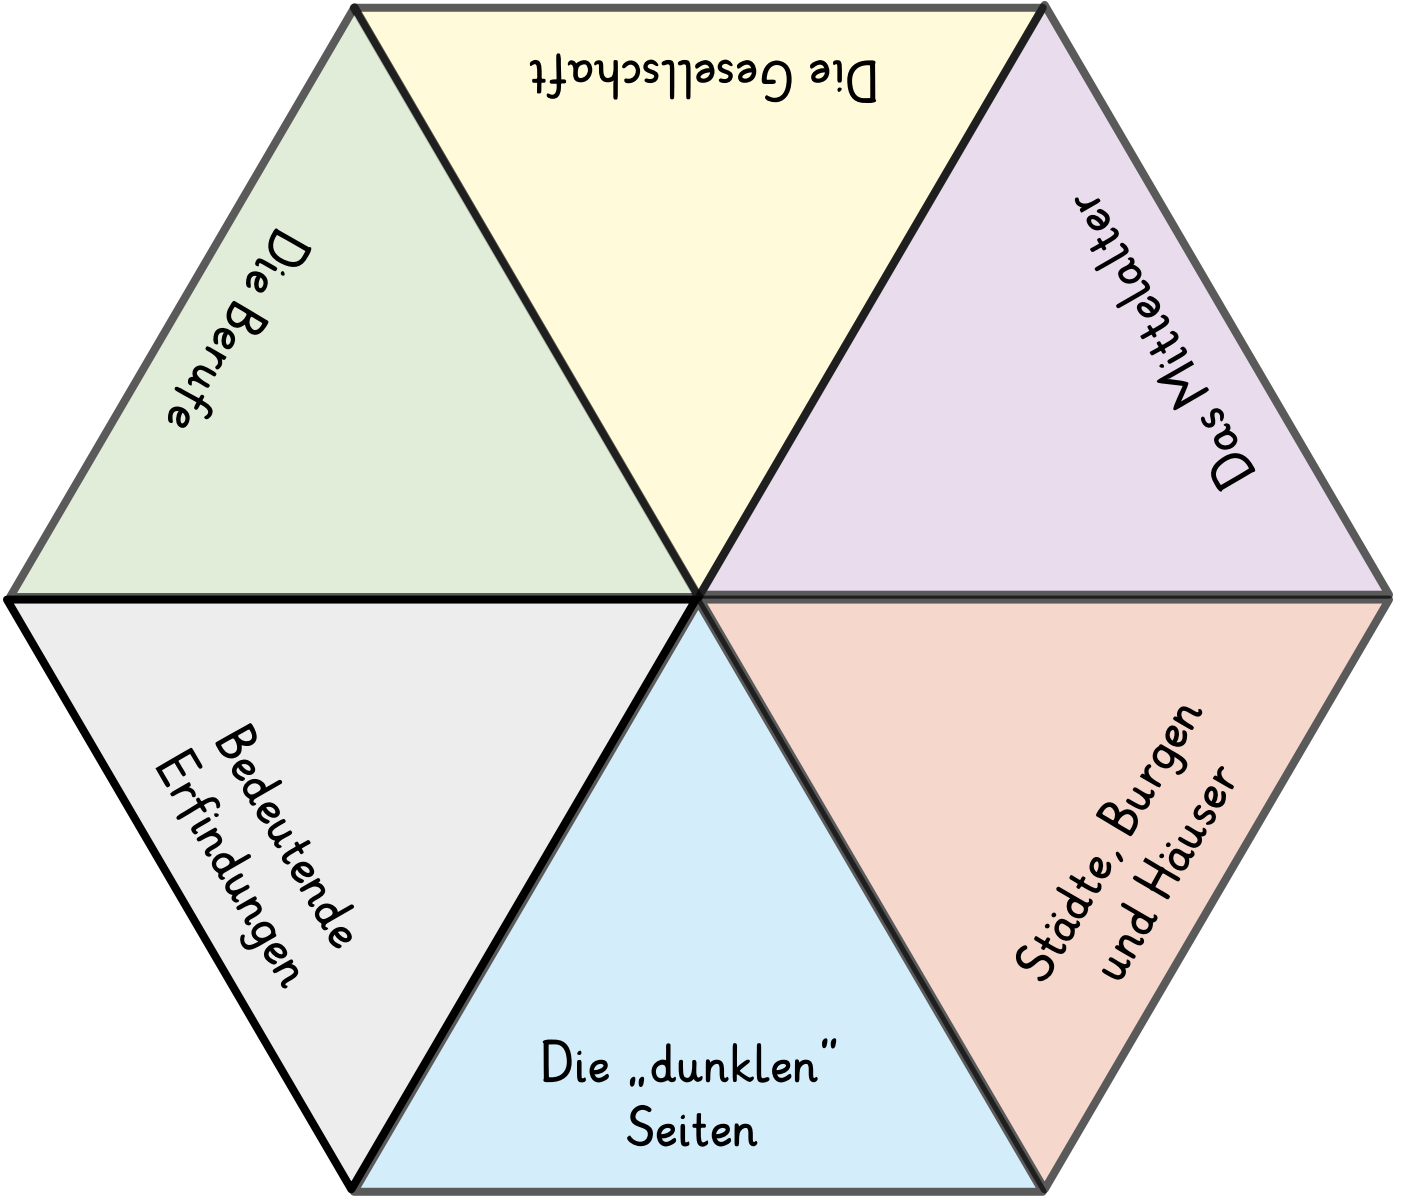 Die Gesellschaft
Das Mittelalter
Die Berufe
Städte, Burgen
und Häuser
Bedeutende
Erfindungen
Die „dunklen“
Seiten